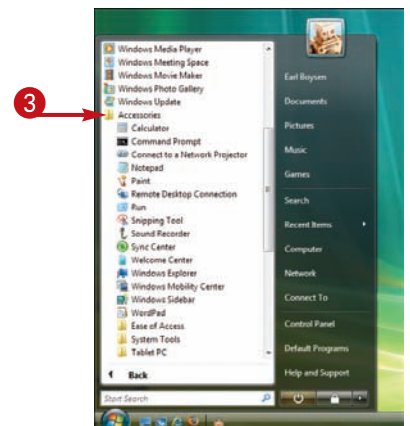 Windows Media Player
Windows Meeting Space
Windows Movie Maker
Windows Photo Gallery
Windows Update
3
Accessories
Calculator
Command Prompt
Connect to a Network Projector
Notepad
Paint
Remote Desktop Connection
Run
Snipping Tool
Sound Recorder
Sync Center
Welcome Center
Windows Explorer
Windows Mobility Center
Windows Sidebar
WordPad
Ease of Access
System Tools
Tablet PC
Back
Start Search
Earl Boysen
Documents
Pictures
Music
Games
Search
Recent Items
Computer
Network
Connect To
Control Panel
Default Programs
Help and Support